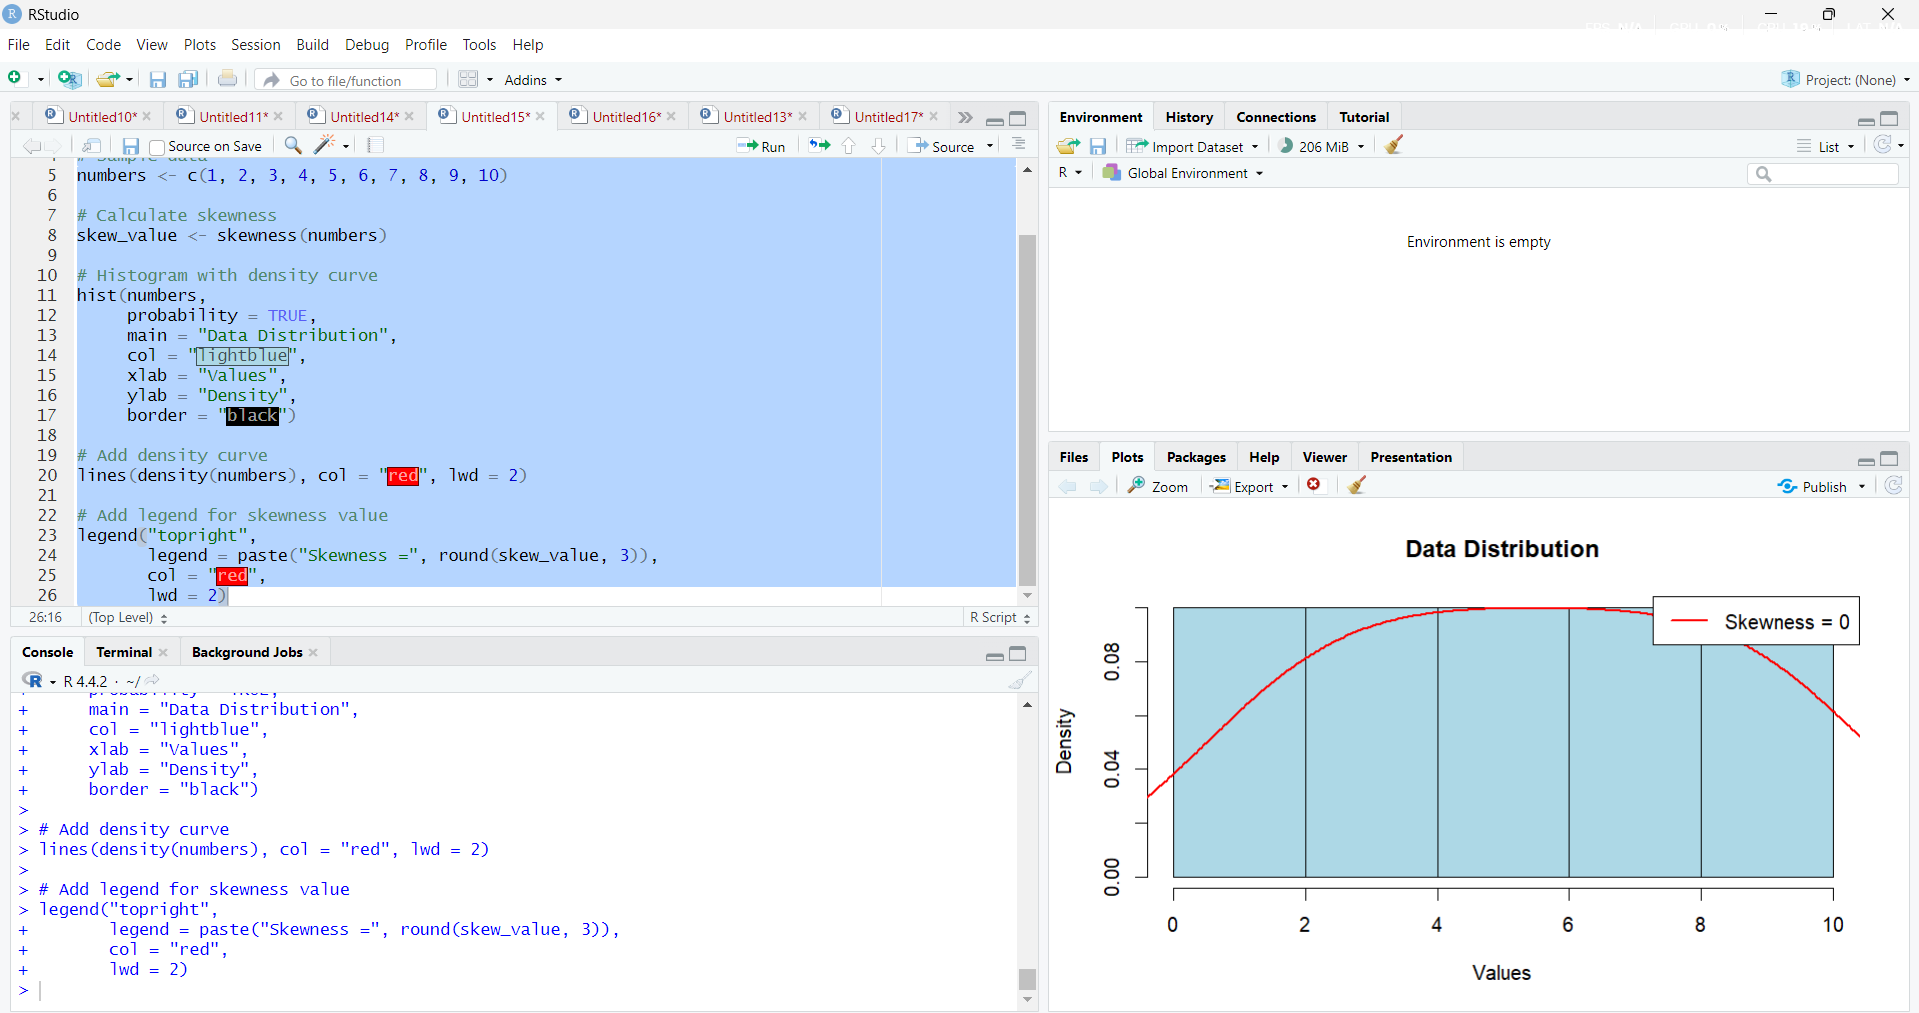 RStudio
File Edit Code View Plots Session Build Debug Profile Tools Help
Go to file/function Addins Project: (None)
Untitled10* Untitled11* Untitled14* Untitled15* Untitled16* Untitled13* Untitled17*
Source on Save Run Source
5 numbers <- c(1, 2, 3, 4, 5, 6, 7, 8, 9, 10)
6
7 # Calculate skewness
8 skew_value <- skewness(numbers)
9
10 # Histogram with density curve
11 hist(numbers,
12 probability = TRUE,
13 main = "Data Distribution",
14 col = "lightblue",
15 xlab = "Values",
16 ylab = "Density",
17 border = "black")
18
19 # Add density curve
20 lines(density(numbers), col = "red", lwd = 2)
21
22 # Add legend for skewness value
23 legend("topright",
24 legend = paste("Skewness =", round(skew_value, 3)),
25 col = "red",
26 lwd = 2)
26:16 (Top Level) R Script
Console Terminal Background Jobs
R 4.4.2 · ~/
+ main = "Data Distribution",
+ col = "lightblue",
+ xlab = "Values",
+ ylab = "Density",
+ border = "black")
>
> # Add density curve
> lines(density(numbers), col = "red", lwd = 2)
>
> # Add legend for skewness value
> legend("topright",
+ legend = paste("Skewness =", round(skew_value, 3)),
+ col = "red",
+ lwd = 2)
>
Environment History Connections Tutorial
Import Dataset 206 MiB List
R Global Environment
Environment is empty
Files Plots Packages Help Viewer Presentation
Zoom Export Publish
Data Distribution
Skewness = 0
Density
0.08
0.04
0.00
0 2 4 6 8 10
Values